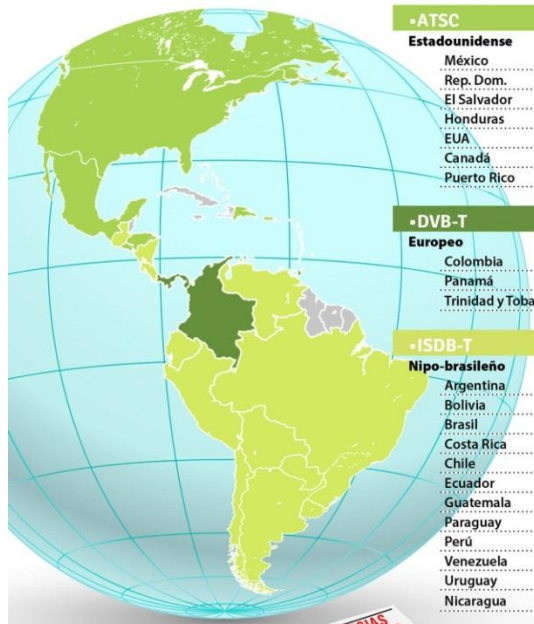 •ATSC
Estadounidense
México
Rep. Dom.
El Salvador
Honduras
EUA
Canadá
Puerto Rico
•DVB-T
Europeo
Colombia
Panamá
Trinidad y Toba
•ISDB-T
Nipo-brasileño
Argentina
Bolivia
Brasil
Costa Rica
Chile
Ecuador
Guatemala
Paraguay
Perú
Venezuela
Uruguay
Nicaragua